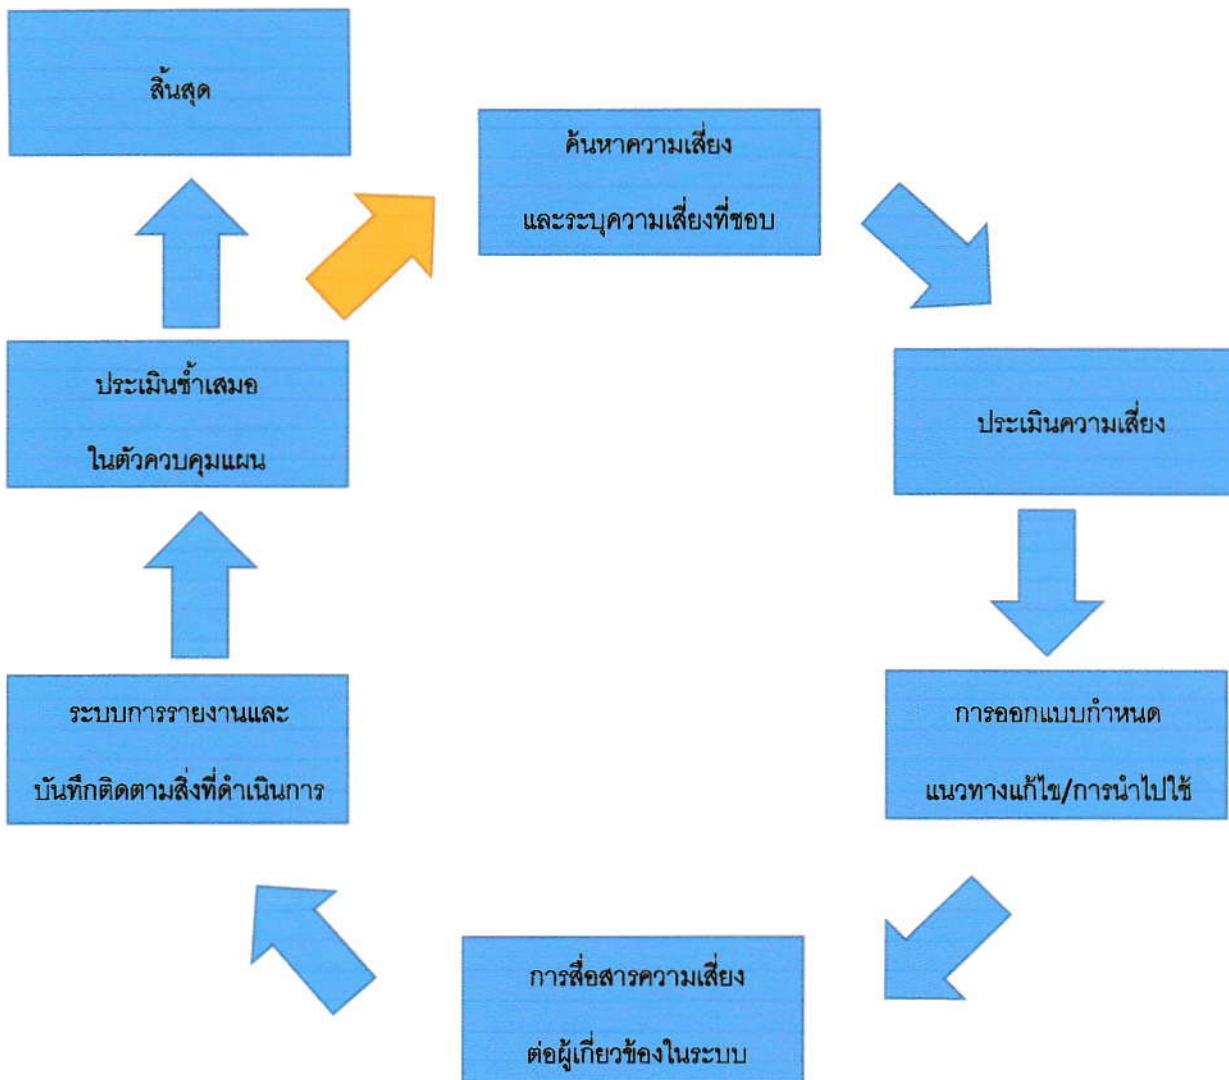 สิ้นสุด
ค้นหาความเสี่ยง
และระบุความเสี่ยงที่ชอบ
ประเมินความเสี่ยง
การออกแบบกำหนด
แนวทางแก้ไข/การนำไปใช้
การสื่อสารความเสี่ยง
ต่อผู้เกี่ยวข้องในระบบ
ระบบการรายงานและ
บันทึกติดตามสิ่งที่ดำเนินการ
ประเมินซ้ำเสมอ
ในตัวควบคุมแผน